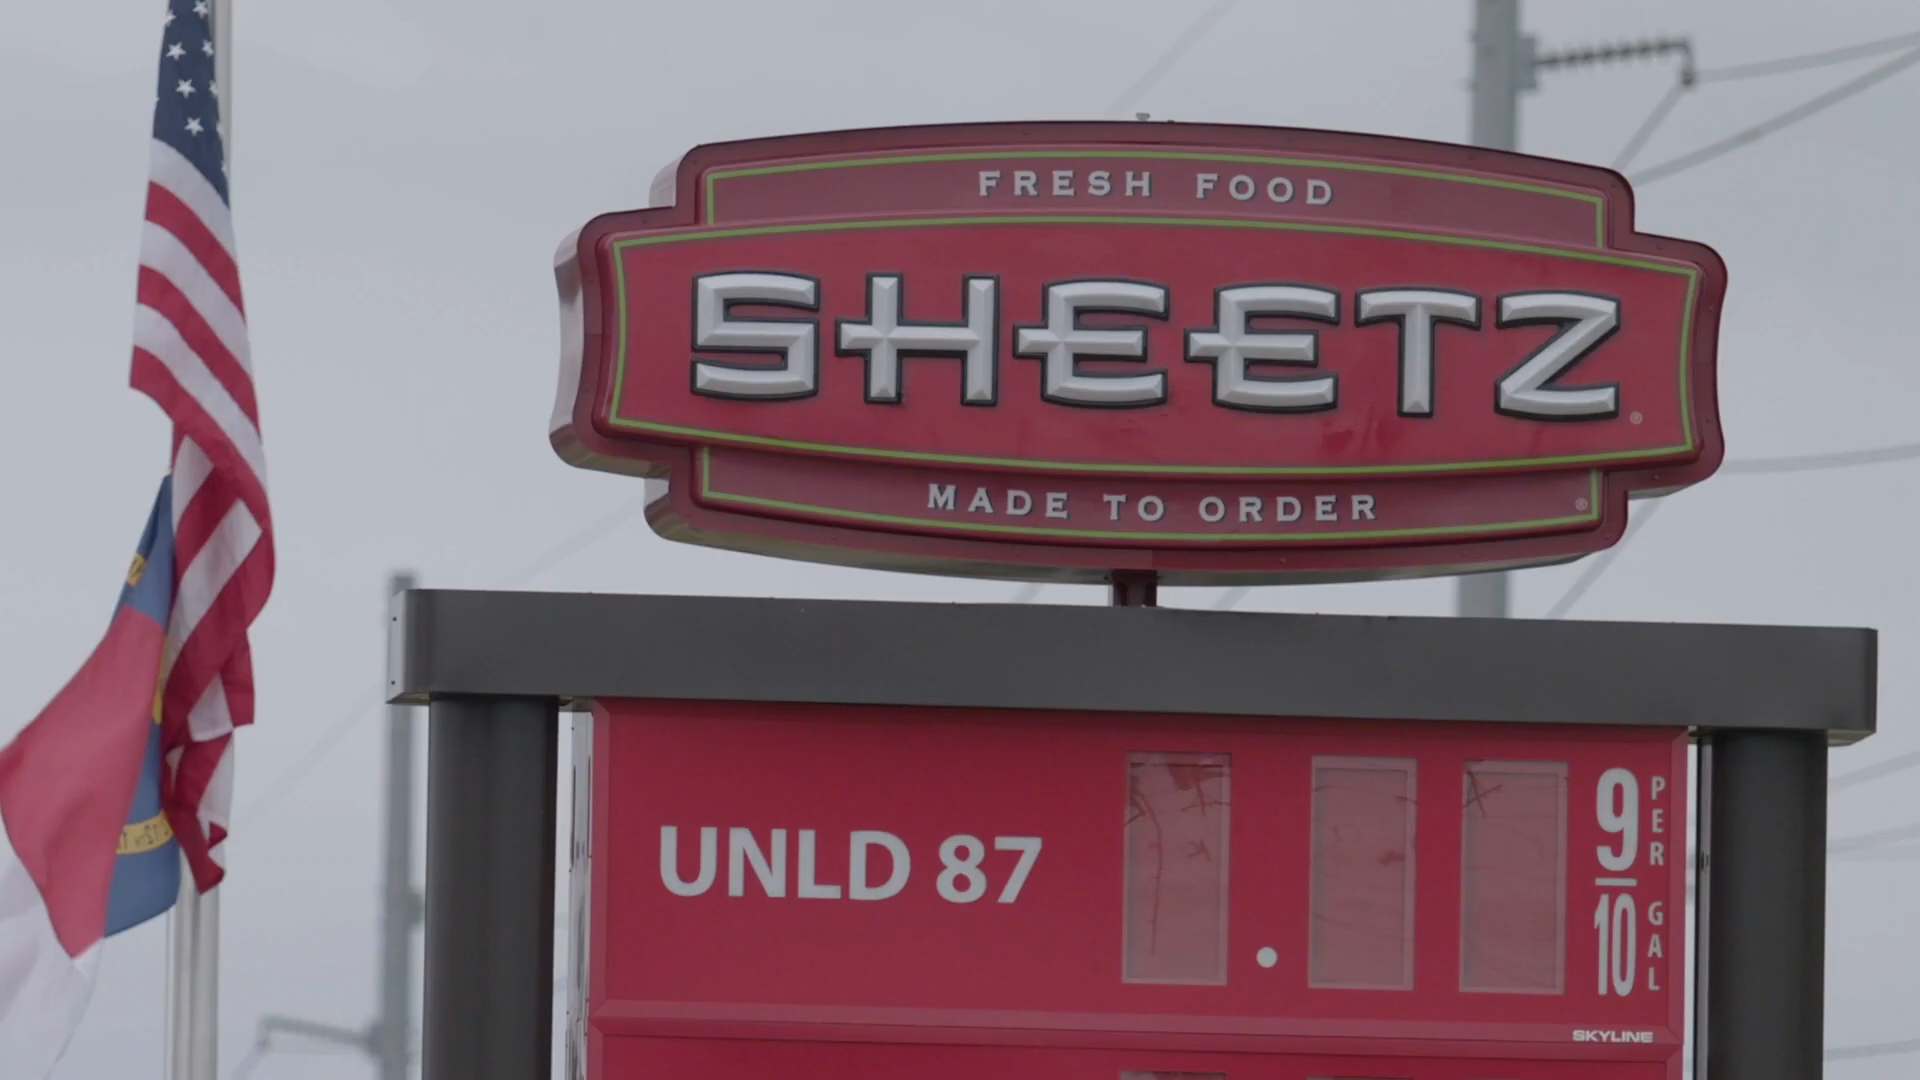 FRESH FOOD
SHEETZ®
MADE TO ORDER®
UNLD 87
.
9/10
PER GAL
SKYLINE